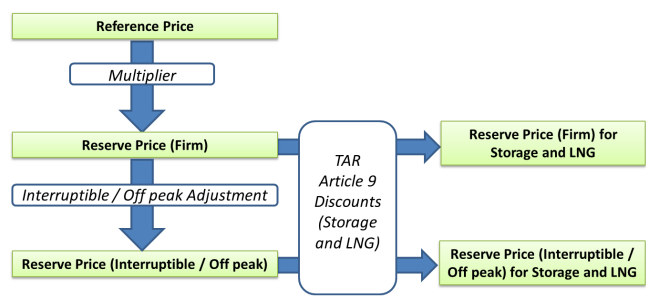 Reference Price
Multiplier
Reserve Price (Firm)
Interruptible / Off peak Adjustment
Reserve Price (Interruptible / Off peak)
TAR
Article 9
Discounts
(Storage
and LNG)
Reserve Price (Firm) for
Storage and LNG
Reserve Price (Interruptible /
Off peak) for Storage and LNG